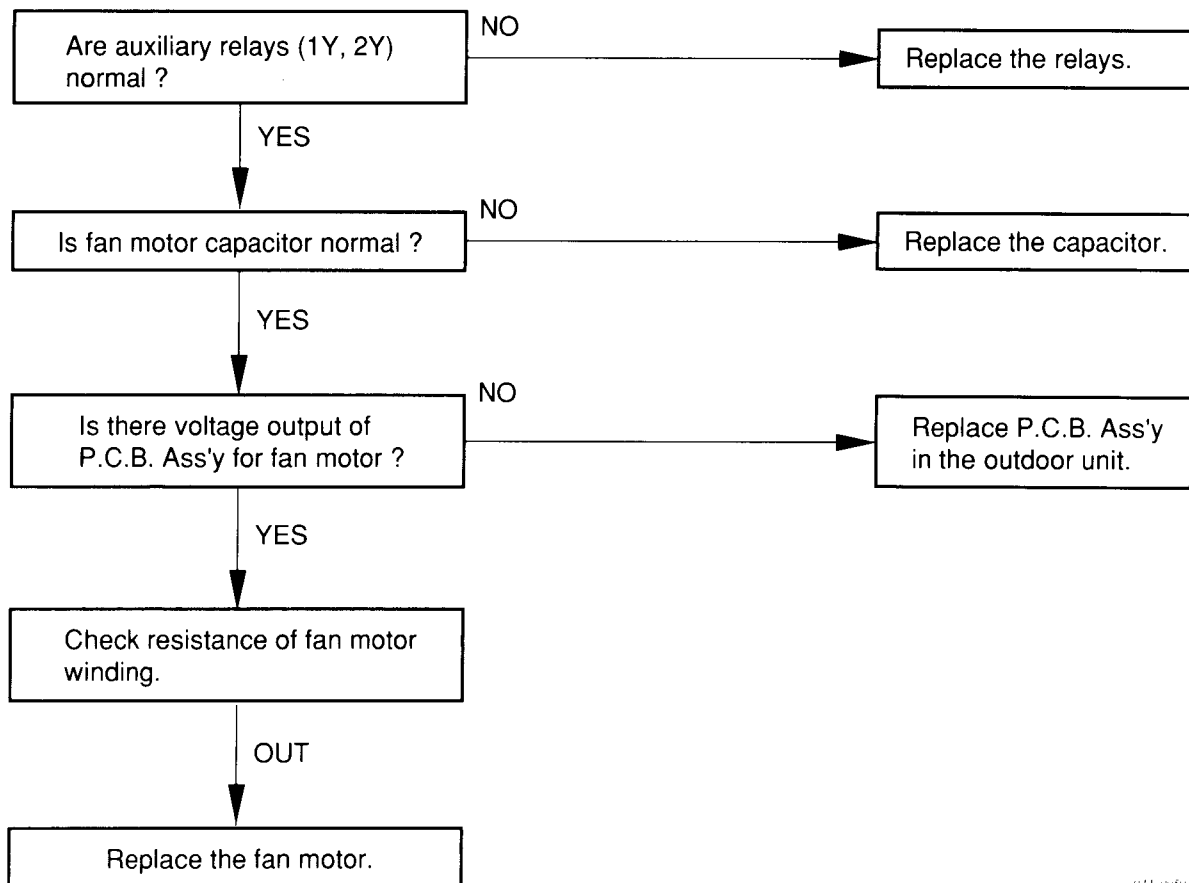 Are auxiliary relays (1Y, 2Y)
normal ?
NO
Replace the relays.
YES
Is fan motor capacitor normal ?
NO
Replace the capacitor.
YES
Is there voltage output of
P.C.B. Ass'y for fan motor ?
NO
Replace P.C.B. Ass'y
in the outdoor unit.
YES
Check resistance of fan motor
winding.
OUT
Replace the fan motor.